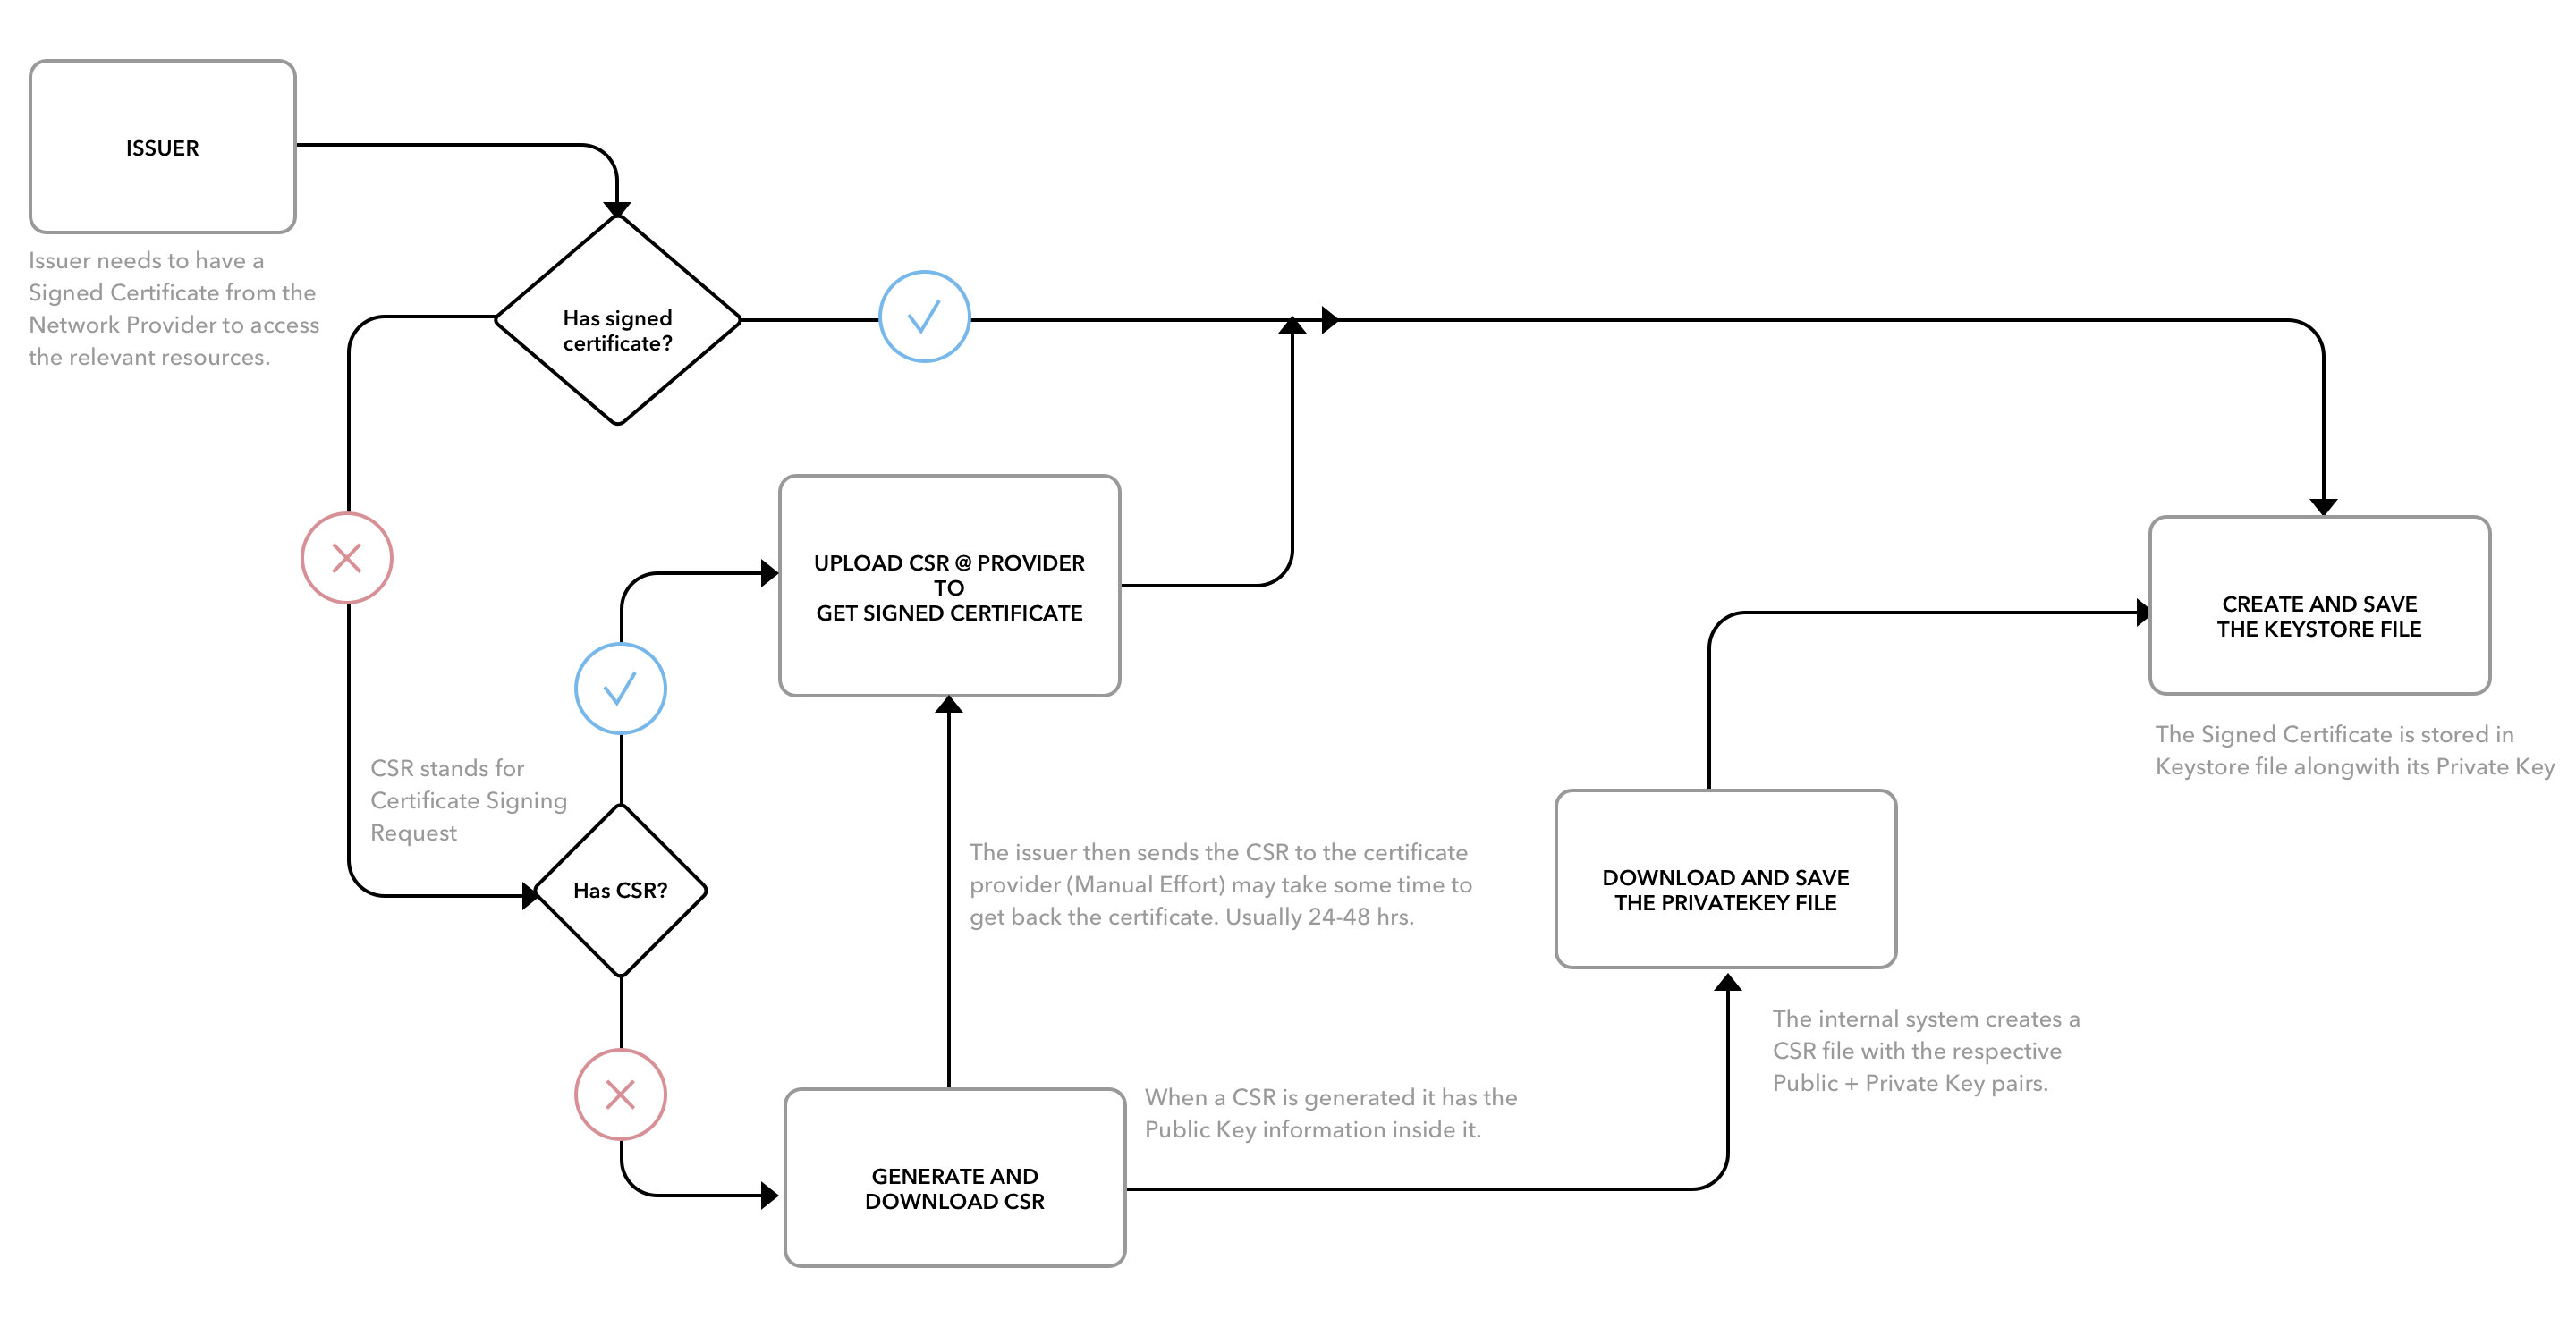 ISSUER
Issuer needs to have a
Signed Certificate from the
Network Provider to access
the relevant resources.
Has signed
certificate?
UPLOAD CSR @ PROVIDER
TO
GET SIGNED CERTIFICATE
CREATE AND SAVE
THE KEYSTORE FILE
The Signed Certificate is stored in
Keystore file alongwith its Private Key
CSR stands for
Certificate Signing
Request
Has CSR?
The issuer then sends the CSR to the certificate
provider (Manual Effort) may take some time to
get back the certificate. Usually 24-48 hrs.
DOWNLOAD AND SAVE
THE PRIVATEKEY FILE
The internal system creates a
CSR file with the respective
Public + Private Key pairs.
When a CSR is generated it has the
Public Key information inside it.
GENERATE AND
DOWNLOAD CSR